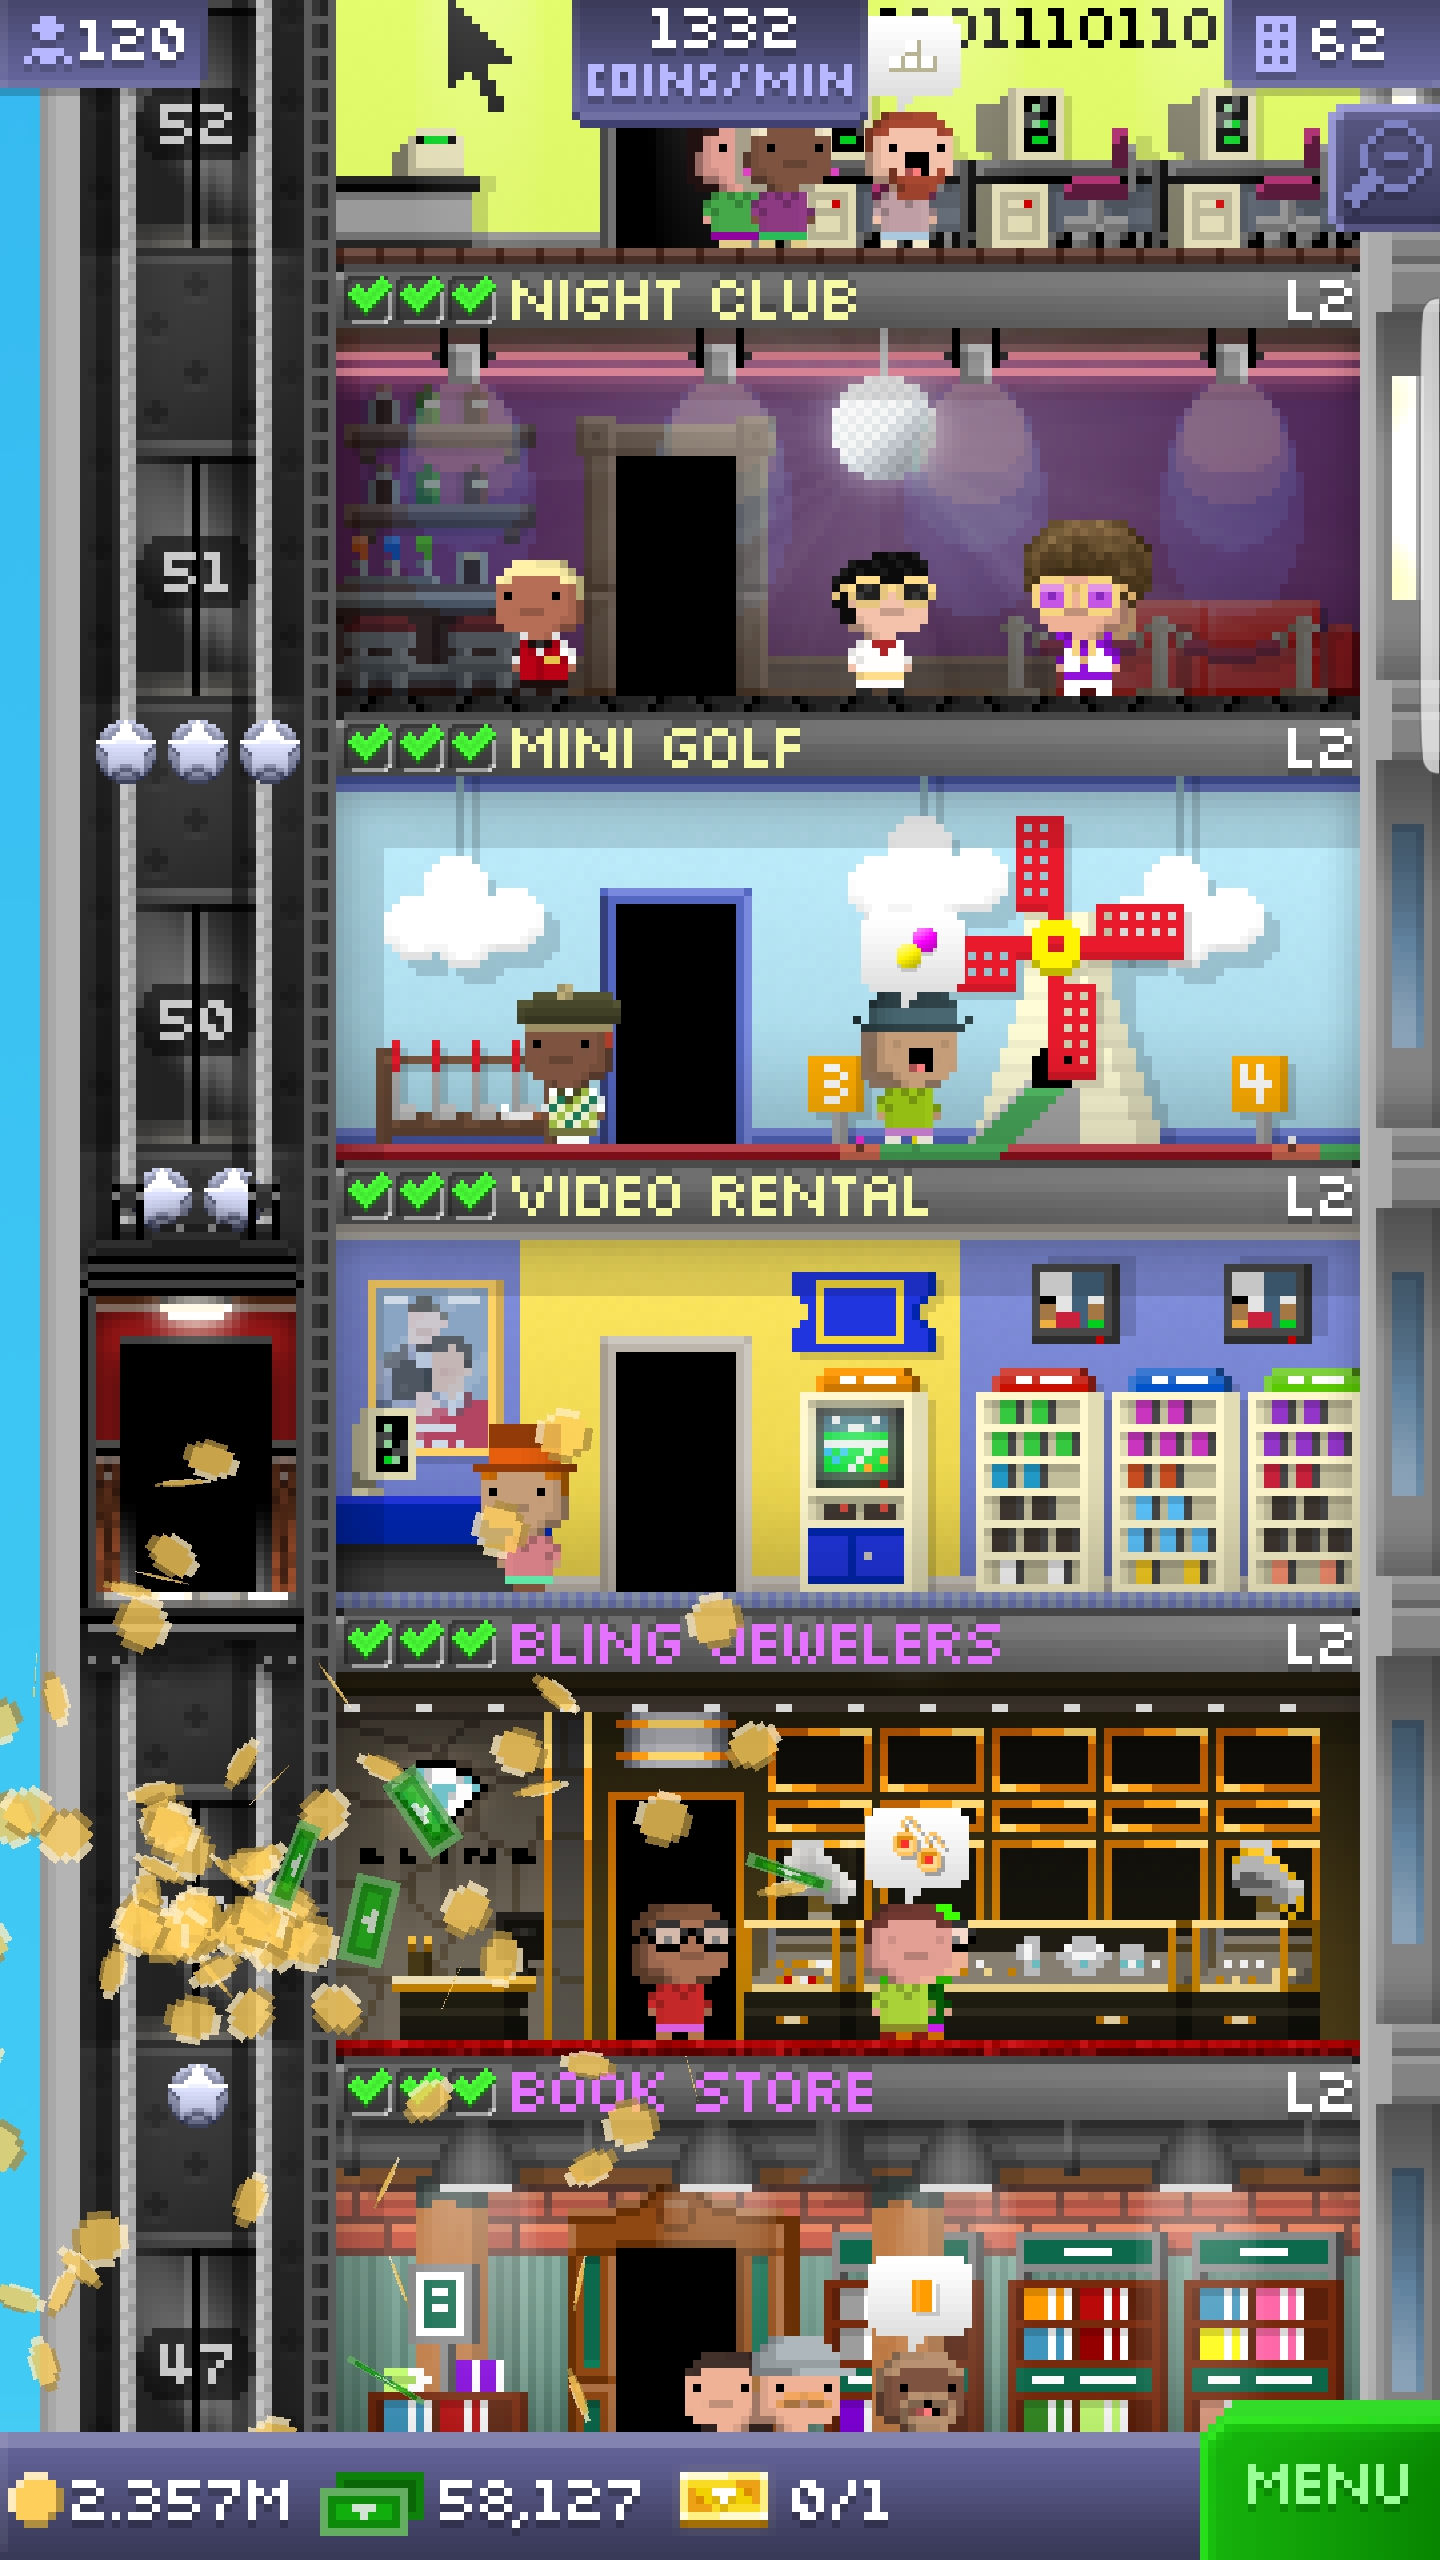 120
1332
COINS/MIN
01110110
62
52
NIGHT CLUB
L2
51
MINI GOLF
L2
50
3
4
VIDEO RENTAL
L2
BLING JEWELERS
L2
BOOK STORE
L2
47
2.357M
58,127
0/1
MENU